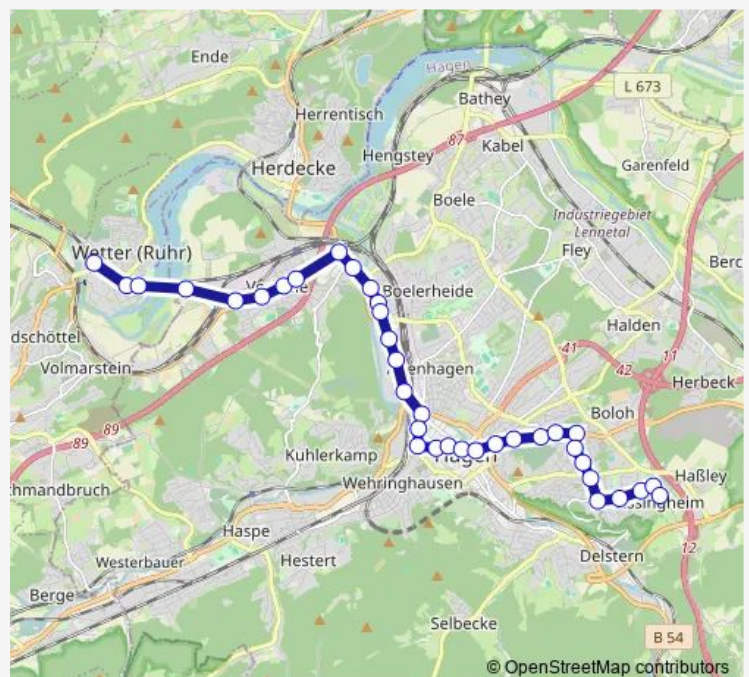 Ende
Hagen
L 673
Bathey
Herrentisch
87
Kabel
Hengstey
Garenfeld
Herdecke
Boele
Industriegebiet
Lennetal
Wetter (Ruhr)
Fley
Berc
Boelerheide
dschöttel
Halden
11
41
Volmarstein
42
Herbeck
Boloh
89
89
Kuhlerkamp
Haßley
Wehringhausen
chmandbruch
Haspe
12
Westerbauer
Hestert
Delstern
Berge
Selbecke
B 54
© OpenStreetMap contributors